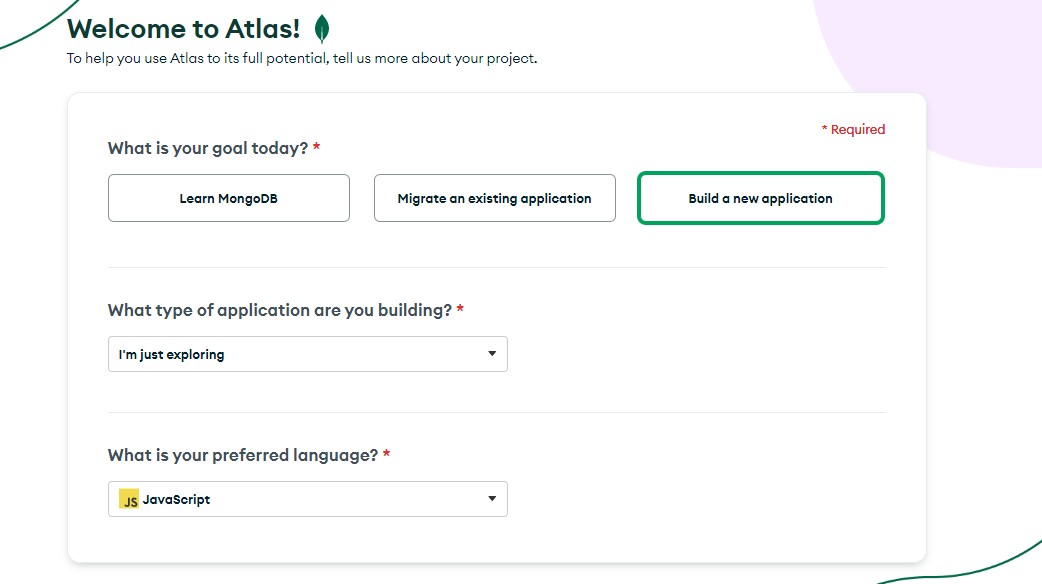 Welcome to Atlas!
To help you use Atlas to its full potential, tell us more about your project.
* Required
What is your goal today? *
Learn MongoDB
Migrate an existing application
Build a new application
What type of application are you building? *
I'm just exploring
What is your preferred language? *
JS JavaScript